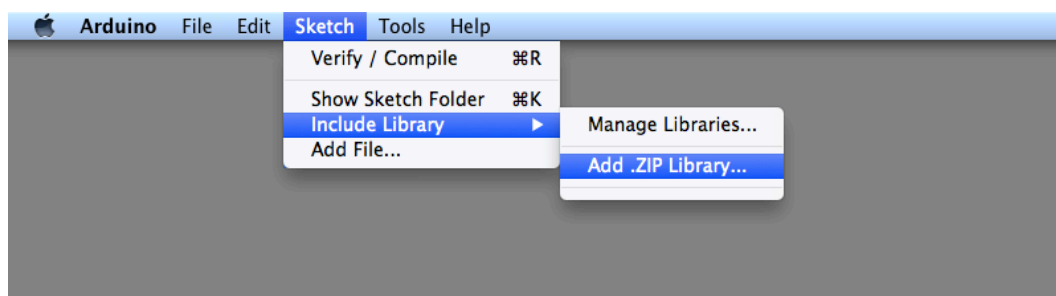 Arduino File Edit Sketch Tools Help
Verify / Compile ⌘R
Show Sketch Folder ⌘K
Include Library ▶
Add File...
Manage Libraries...
Add .ZIP Library...